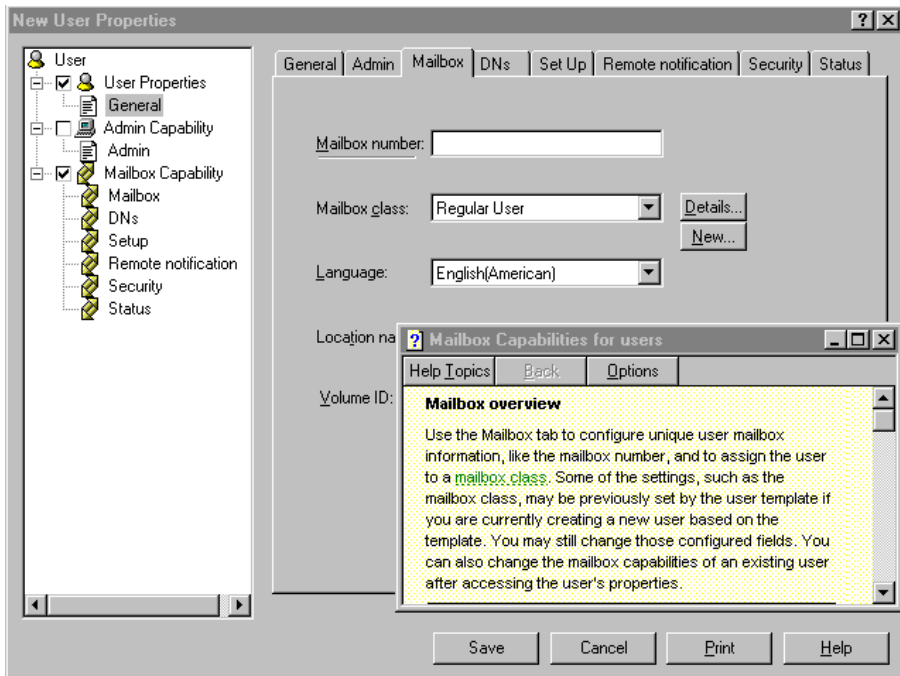 New User Properties
User
User Properties
General
Admin Capability
Admin
Mailbox Capability
Mailbox
DNs
Setup
Remote notification
Security
Status
General Admin Mailbox DNs Set Up Remote notification Security Status
Mailbox number:
Mailbox class: Regular User Details...
New...
Language: English(American)
Location na
Volume ID:
Mailbox Capabilities for users
Help Topics Back Options
Mailbox overview
Use the Mailbox tab to configure unique user mailbox
information, like the mailbox number, and to assign the user
to a mailbox class. Some of the settings, such as the
mailbox class, may be previously set by the user template if
you are currently creating a new user based on the
template. You may still change those configured fields. You
can also change the mailbox capabilities of an existing user
after accessing the user's properties.
Save Cancel Print Help